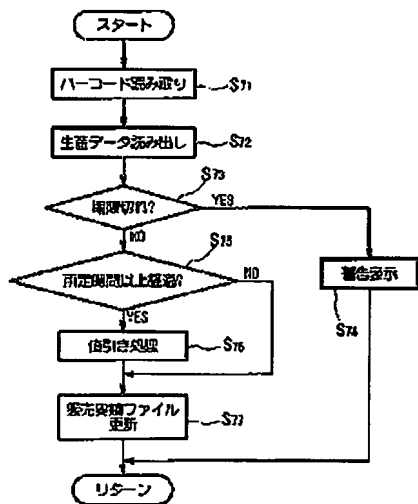 スタート
バーコード読み取り
S71
生産データ読み出し
S72
S73
期限切れ?
YES
NO
S75
所定時間以上経過?
NO
警告表示
S74
YES
値引き処理
S76
販売実績ファイル
更新
S77
リターン